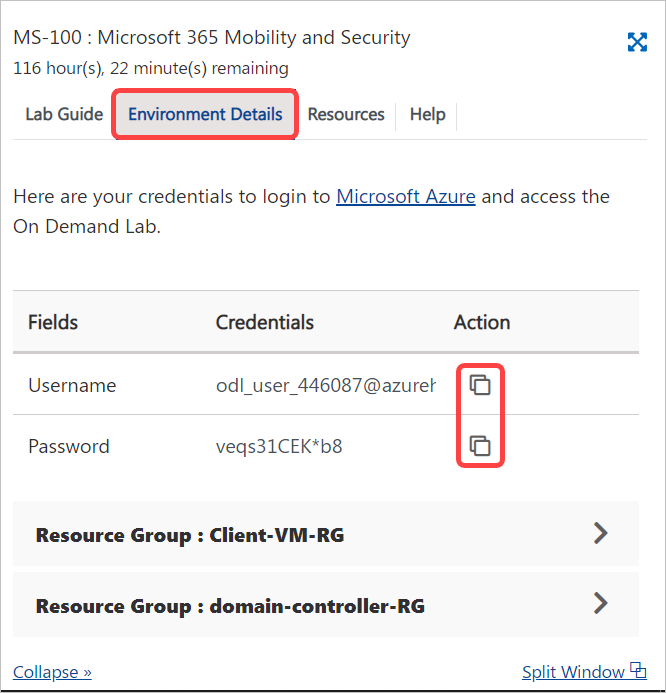 MS-100 : Microsoft 365 Mobility and Security
116 hour(s), 22 minute(s) remaining
Lab Guide Environment Details Resources Help
Here are your credentials to login to Microsoft Azure and access the
On Demand Lab.
Fields Credentials Action
Username odl_user_446087@azureh
Password veqs31CEK*b8
Resource Group : Client-VM-RG
Resource Group : domain-controller-RG
Collapse » Split Window